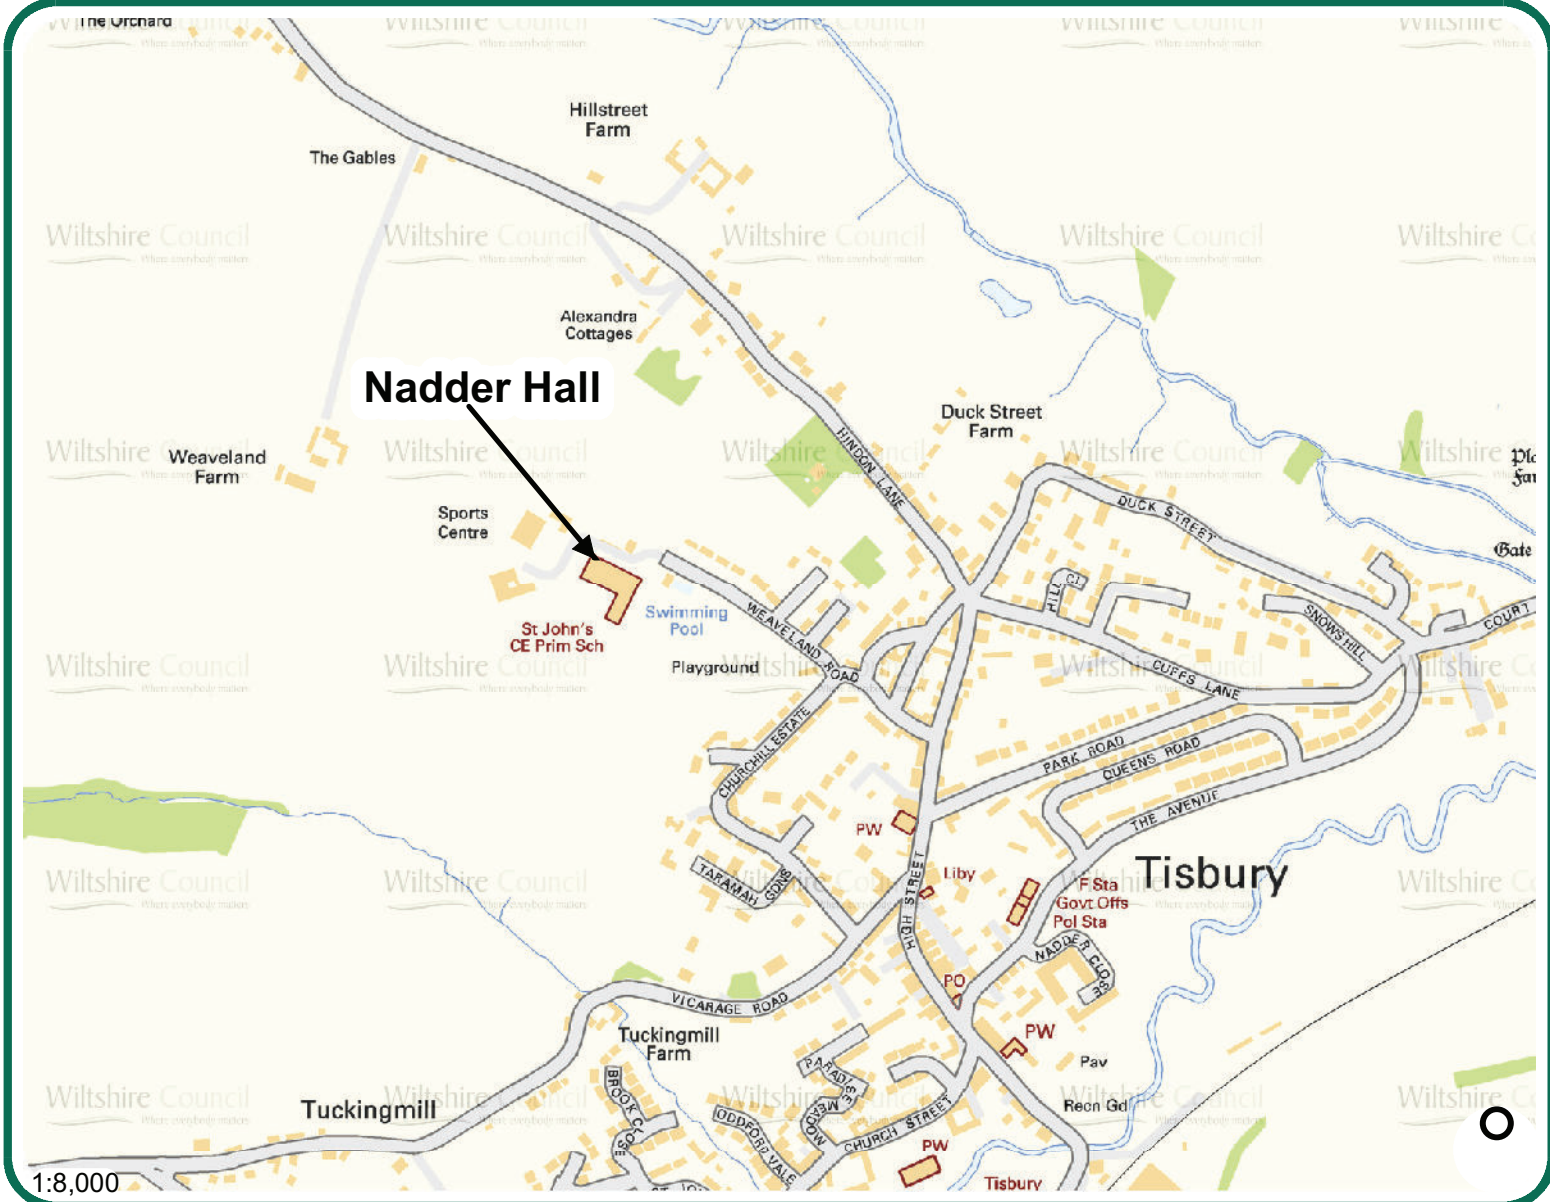 The Orchard
Hillstreet
Farm
The Gables
Wiltshire Council
Where everybody matters
Alexandra
Cottages
Nadder Hall
Duck Street
Farm
HINDON LANE
Weaveland
Farm
Sports
Centre
DUCK STREET
Gate
Swimming
Pool
St John's
CE Prim Sch
WEAVELAND ROAD
HILL CL
SNOWS HILL
COURT
Playground
CUFFS LANE
CHURCHILL ESTATE
PARK ROAD
QUEENS ROAD
THE AVENUE
PW
HIGH STREET
Liby
TARAMAH GDNS
Tisbury
F Sta
Govt Offs
Pol Sta
NADDER CLOSE
PO
VICARAGE ROAD
Tuckingmill
Farm
PW
Pav
PARADISE MEADOW
BROOK CLOSE
Tuckingmill
ODDFORD VALE
CHURCH STREET
Recn Gd
PW
Tisbury
1:8,000